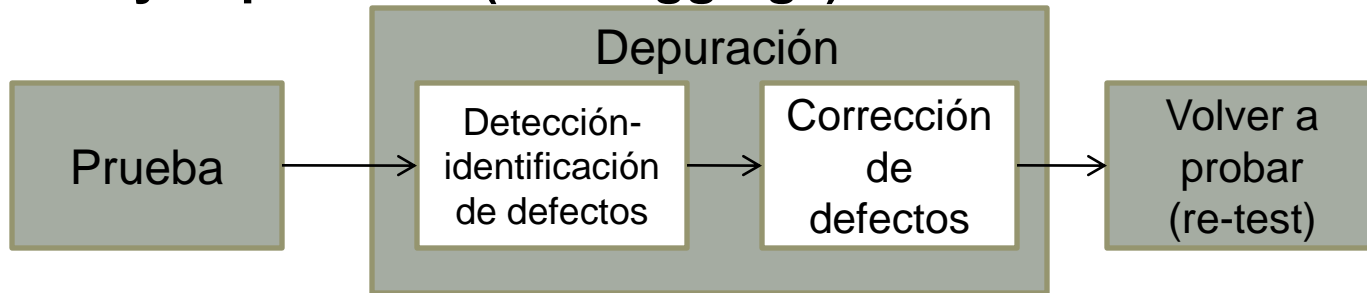 Depuración
Prueba
Detección-
identificación
de defectos
Corrección
de
defectos
Volver a
probar
(re-test)